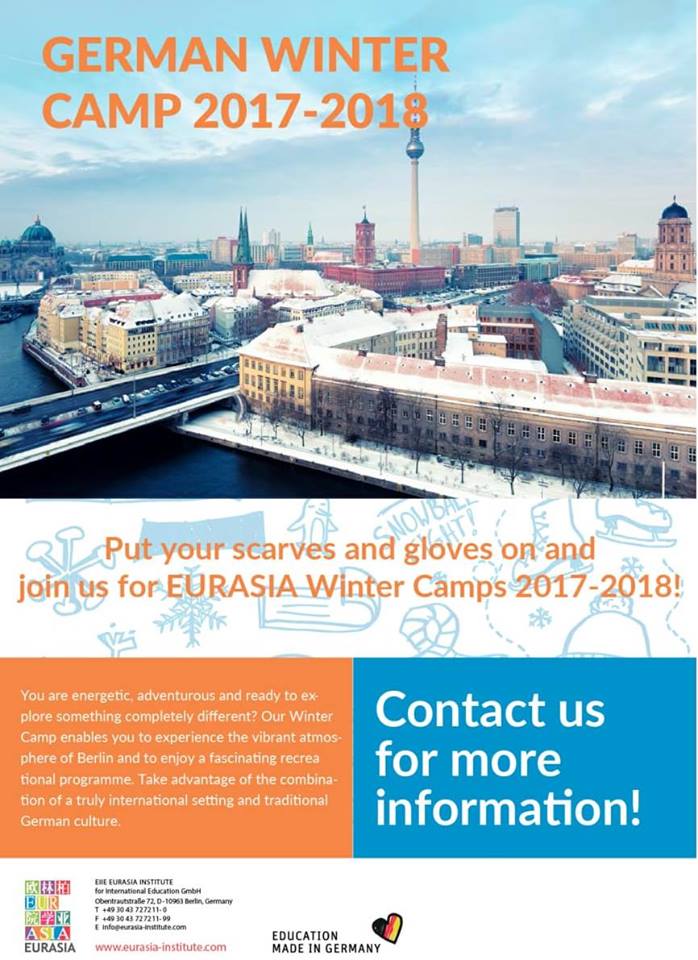 GERMAN WINTER
CAMP 2017-2018
SNOWBALL
FIGHT!
Put your scarves and gloves on and
join us for EURASIA Winter Camps 2017-2018!
You are energetic, adventurous and ready to ex-
plore something completely different? Our Winter
Camp enables you to experience the vibrant atmos-
phere of Berlin and to enjoy a fascinating recrea
tional programme. Take advantage of the combina-
tion of a truly international setting and traditional
German culture.
Contact us
for more
information!
EUR
ASIA
EURASIA
EIIE EURASIA INSTITUTE
for International Education GmbH
Obentrautstraße 72, D-10963 Berlin, Germany
T +49 30 43 727211-0
F +49 30 43 727211-99
E info@eurasia-institute.com
www.eurasia-institute.com
EDUCATION
MADE IN GERMANY